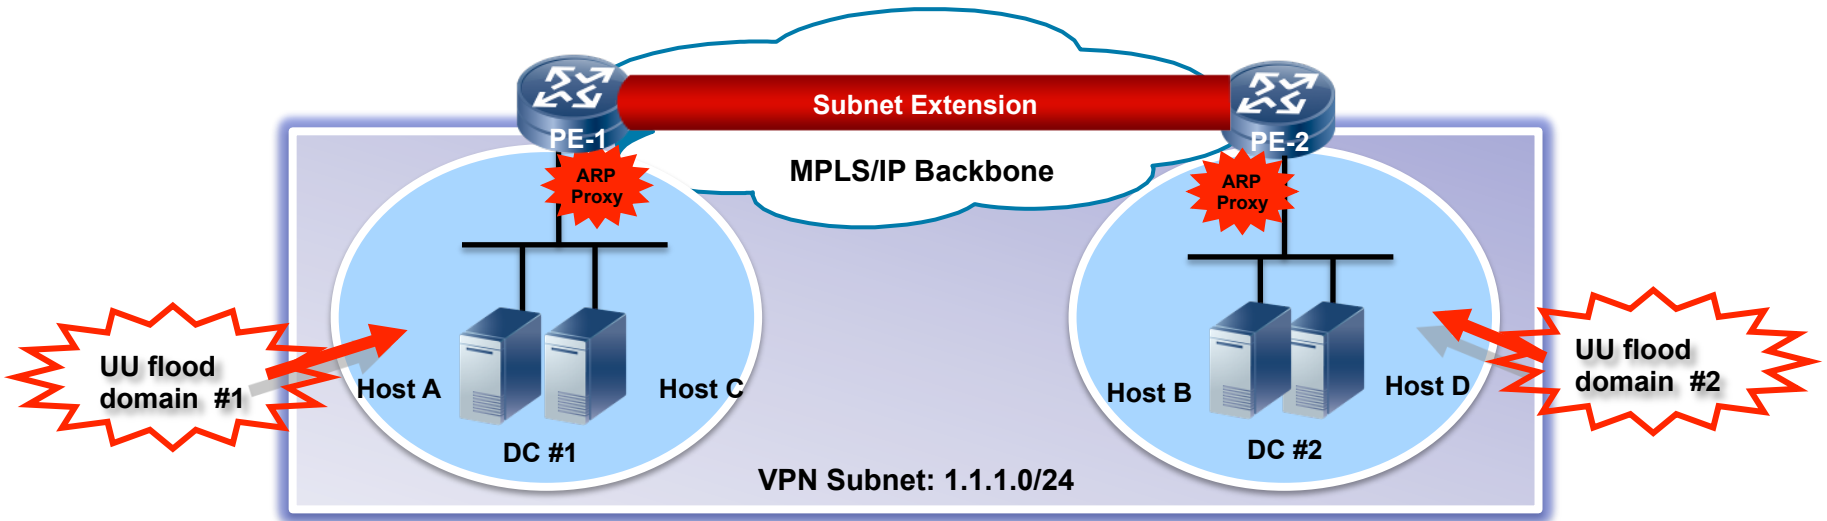 Subnet Extension
PE-1
PE-2
MPLS/IP Backbone
ARP
Proxy
ARP
Proxy
UU flood
domain  #1
Host A
Host C
DC #1
Host B
Host D
DC #2
UU flood
domain  #2
VPN Subnet: 1.1.1.0/24